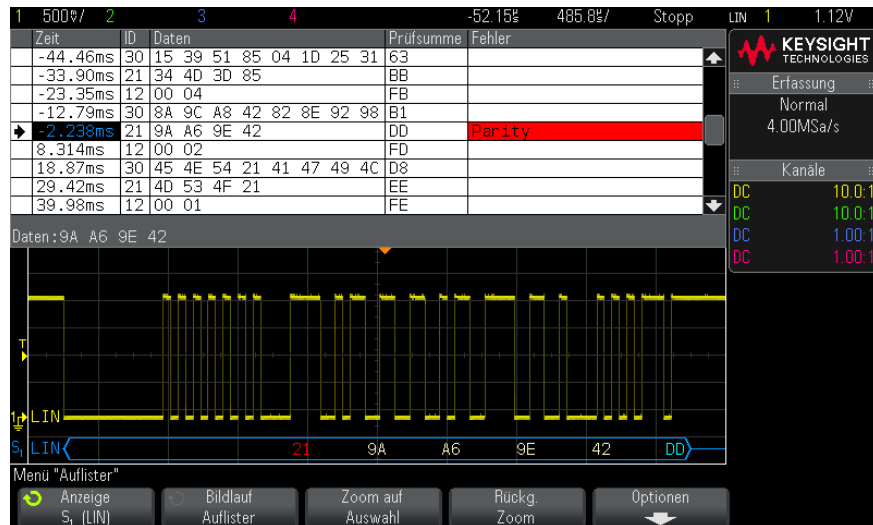 1 500⅟/ 2 3 4 -52.15⅟ 485.8⅟/ Stopp LIN 1 1.12V
Zeit ID Daten Prüfsumme Fehler
-44.46ms 30 15 39 51 85 04 1D 25 31 63
-33.90ms 21 34 4D 3D 85 BB
-23.35ms 12 00 04 FB
-12.79ms 30 8A 9C A8 42 82 8E 92 98 B1
-2.238ms 21 9A A6 9E 42 DD Parity
8.314ms 12 00 02 FD
18.87ms 30 45 4E 54 21 41 47 49 4C D8
29.42ms 21 4D 53 4F 21 EE
39.98ms 12 00 01 FE
Daten:9A A6 9E 42
KEYSIGHT
TECHNOLOGIES
Erfassung
Normal
4.00MSa/s
Kanäle
DC 10.0:1
DC 10.0:1
DC 1.00:1
DC 1.00:1
T
1 LIN
S₁ LIN 21 9A A6 9E 42 DD
Menü "Auflister"
Anzeige
S₁ (LIN)
Bildlauf
Auflister
Zoom auf
Auswahl
Rückg.
Zoom
Optionen